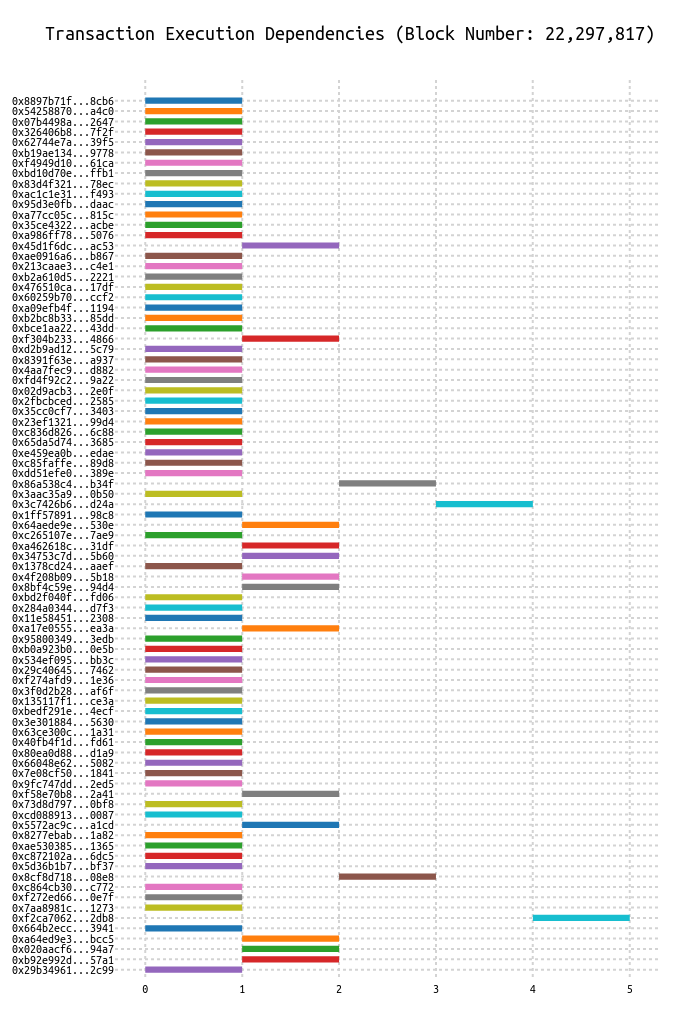 Transaction Execution Dependencies (Block Number: 22,297,817)
0x8897b71f...8cb6
0x54258870...a4c0
0x07b4498a...2647
0x326406b8...7f2f
0x62744e7a...39f5
0xb19ae134...9778
0xf4949d10...61ca
0xbd10d70e...ffb1
0x83d4f321...78ec
0xac1c1e31...f493
0x95d3e0fb...daac
0xa77cc05c...815c
0x35ce4322...acbe
0xa986ff78...5076
0x45d1f6dc...ac53
0xae0916a6...b867
0x213caae3...c4e1
0xb2a610d5...2221
0x476510ca...17df
0x60259b70...ccf2
0xa09efb4f...1194
0xb2bc8b33...85dd
0xbce1aa22...43dd
0xf304b233...4866
0xd2b9ad12...5c79
0x8391f63e...a937
0x4aa7fec9...d882
0xfd4f92c2...9a22
0x02d9acb3...2e0f
0x2fbcbced...2585
0x35cc0cf7...3403
0x23ef1321...99d4
0xc836d826...6c88
0x65da5d74...3685
0xe459ea0b...edae
0xc85faffe...89d8
0xdd51efe0...389e
0x86a538c4...b34f
0x3aac35a9...0b50
0x3c7426b6...d24a
0x1ff57891...98c8
0x64aede9e...530e
0xc265107e...7ae9
0xa462618c...31df
0x34753c7d...5b60
0x1378cd24...aaef
0x4f208b09...5b18
0x8bf4c59e...94d4
0xbd2f040f...fd06
0x284a0344...d7f3
0x11e58451...2308
0xa17e0555...ea3a
0x95800349...3edb
0xb0a923b0...0e5b
0x534ef095...bb3c
0x29c40645...7462
0xf274afd9...1e36
0x3f0d2b28...af6f
0x135117f1...ce3a
0xbedf291e...4ecf
0x3e301884...5630
0x63ce300c...1a31
0x40fb4f1d...fd61
0x80ea0d88...d1a9
0x66048e62...5082
0x7e08cf50...1841
0x9fc747dd...2ed5
0xf58e70b8...2a41
0x73d8d797...0bf8
0xcd088913...0087
0x5572ac9c...a1cd
0x8277ebab...1a82
0xae530385...1365
0xc872102a...6dc5
0x5d36b1b7...bf37
0x8cf8d718...08e8
0xc864cb30...c772
0xf272ed66...0e7f
0x7aa8981c...1273
0xf2ca7062...2db8
0x664b2ecc...3941
0xa64ed9e3...bcc5
0x020aacf6...94a7
0xb92e992d...57a1
0x29b34961...2c99
0 1 2 3 4 5